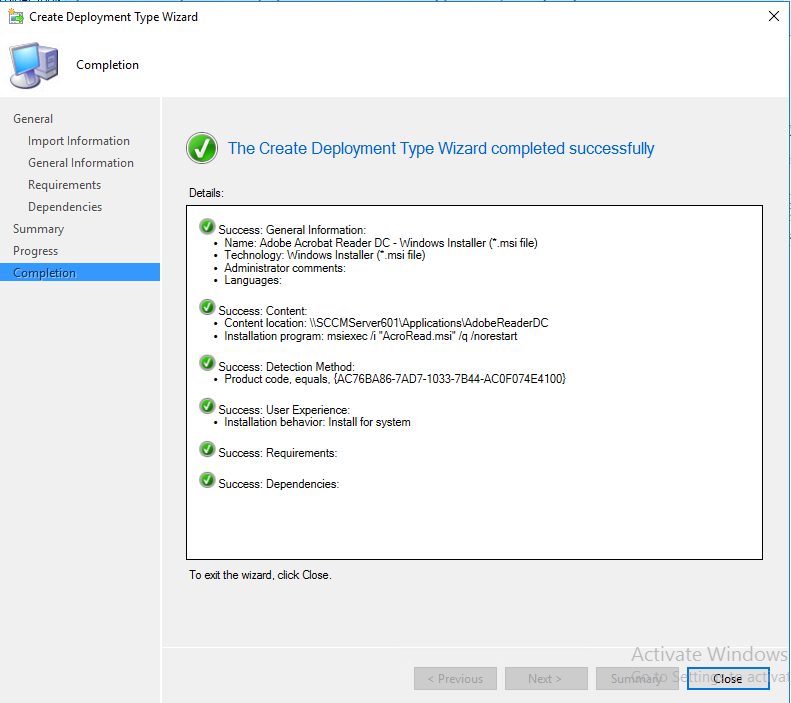 Create Deployment Type Wizard
Completion
General
Import Information
General Information
Requirements
Dependencies
Summary
Progress
Completion
The Create Deployment Type Wizard completed successfully
Details:
Success: General Information:
• Name: Adobe Acrobat Reader DC - Windows Installer (*.msi file)
• Technology: Windows Installer (*.msi file)
• Administrator comments:
• Languages:
Success: Content:
• Content location: \\SCCMServer601\Applications\AdobeReaderDC
• Installation program: msiexec /i "AcroRead.msi" /q /norestart
Success: Detection Method:
• Product code, equals, {AC76BA86-7AD7-1033-7B44-AC0F074E4100}
Success: User Experience:
• Installation behavior: Install for system
Success: Requirements:
Success: Dependencies:
To exit the wizard, click Close.
Activate Windows
Go to Settings to activat
< Previous
Next >
Summary
Close